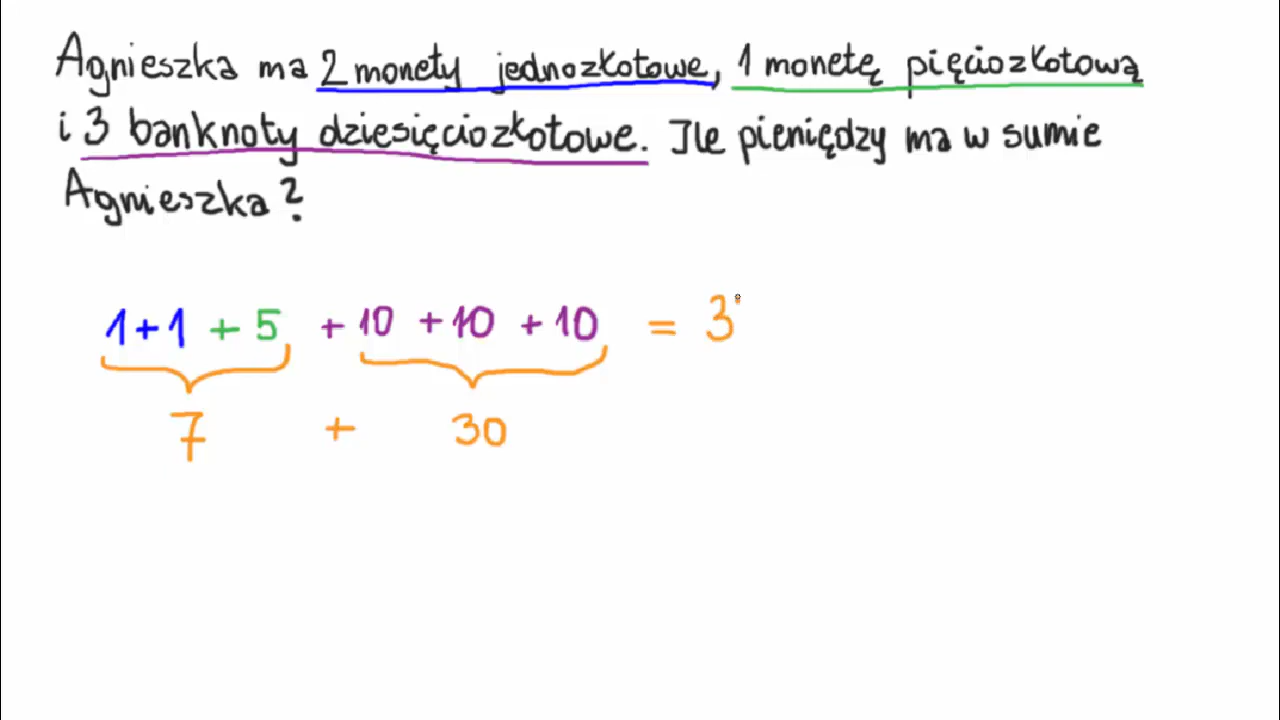 Agnieszka ma 2 monety jednozłotowe, 1 monetę pięciozłotową
i 3 banknoty dziesięciozłotowe. Ile pieniędzy ma w sumie
Agnieszka?
1+1 + 5 + 10 + 10 + 10 = 3
7 + 30